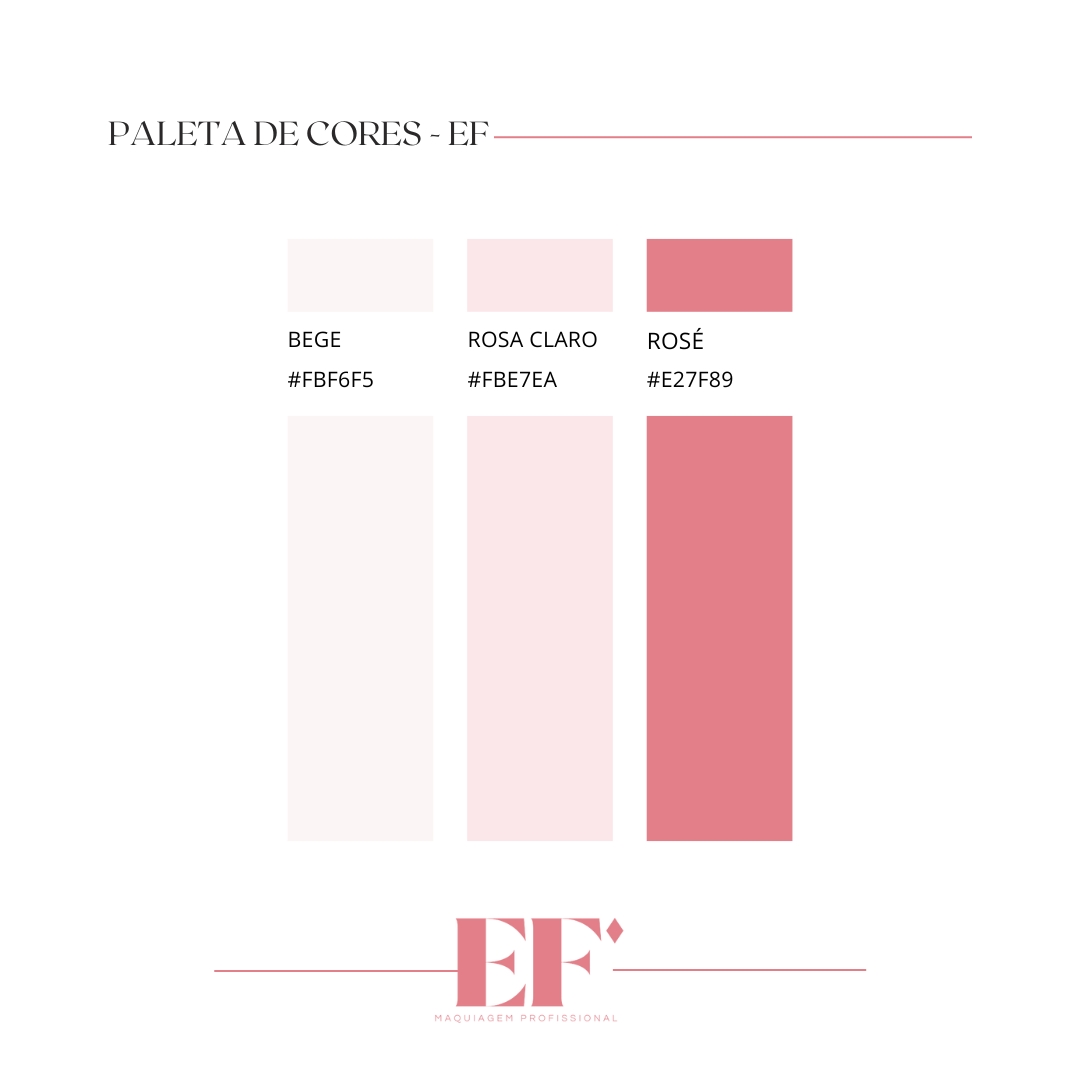 PALETA DE CORES - EF
BEGE
#FBF6F5
ROSA CLARO
#FBE7EA
ROSÉ
#E27F89
EF
MAQUIAGEM PROFISSIONAL